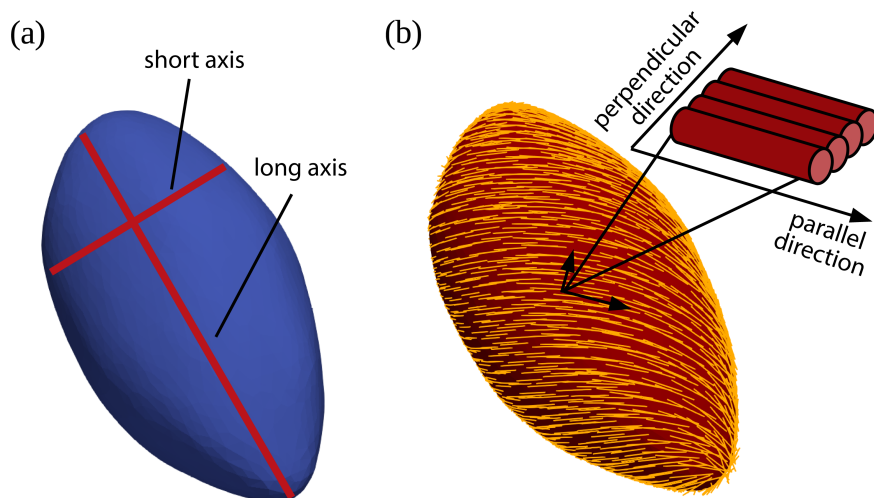 (a)
short axis
long axis
(b)
perpendicular
direction
parallel
direction